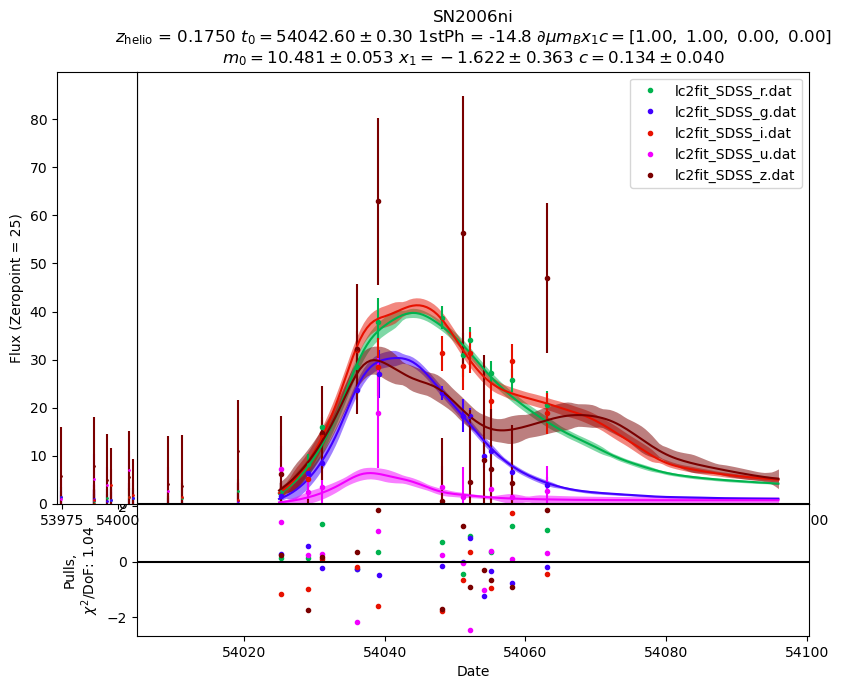 SN2006ni
z_helio = 0.1750 t_0 = 54042.60 ± 0.30 1stPh = -14.8 ∂μm_Bx_1c = [1.00, 1.00, 0.00, 0.00]
m_0 = 10.481 ± 0.053 x_1 = −1.622 ± 0.363 c = 0.134 ± 0.040
lc2fit_SDSS_r.dat
lc2fit_SDSS_g.dat
lc2fit_SDSS_i.dat
lc2fit_SDSS_u.dat
lc2fit_SDSS_z.dat
Flux (Zeropoint = 25)
80
70
60
50
40
30
20
10
0
53975
54000
00
Pulls,
χ²/DoF: 1.04
2
0
−2
54020
54040
54060
54080
54100
Date